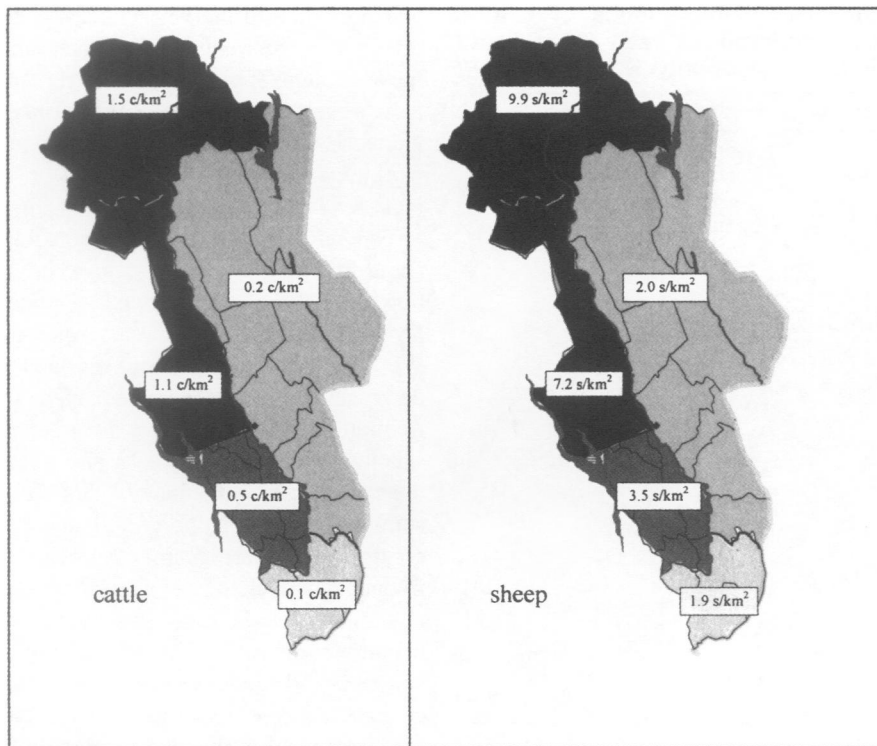 1.5 c/km²
0.2 c/km²
1.1 c/km²
0.5 c/km²
0.1 c/km²
cattle
9.9 s/km²
2.0 s/km²
7.2 s/km²
3.5 s/km²
1.9 s/km²
sheep